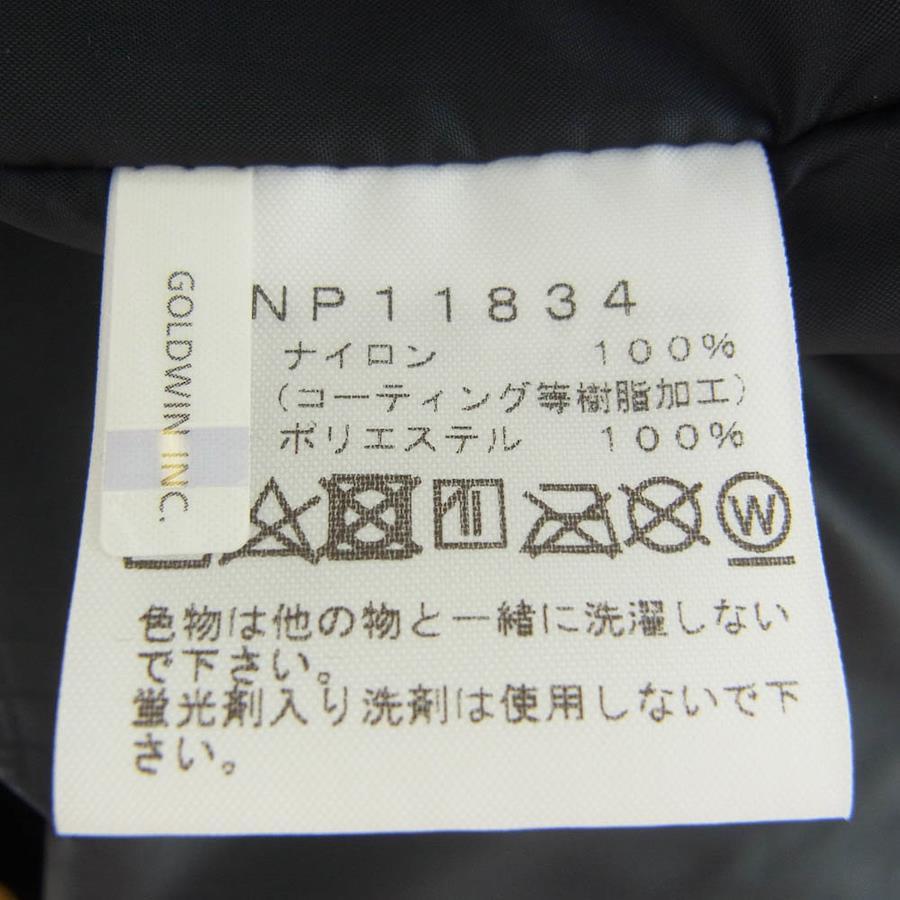 GOLDWIN INC.
NP11834
ナイロン 100%
(コーティング等樹脂加工)
ポリエステル 100%
W
色物は他の物と一緒に洗濯しない
で下さい。
蛍光剤入り洗剤は使用しないで下
さい。